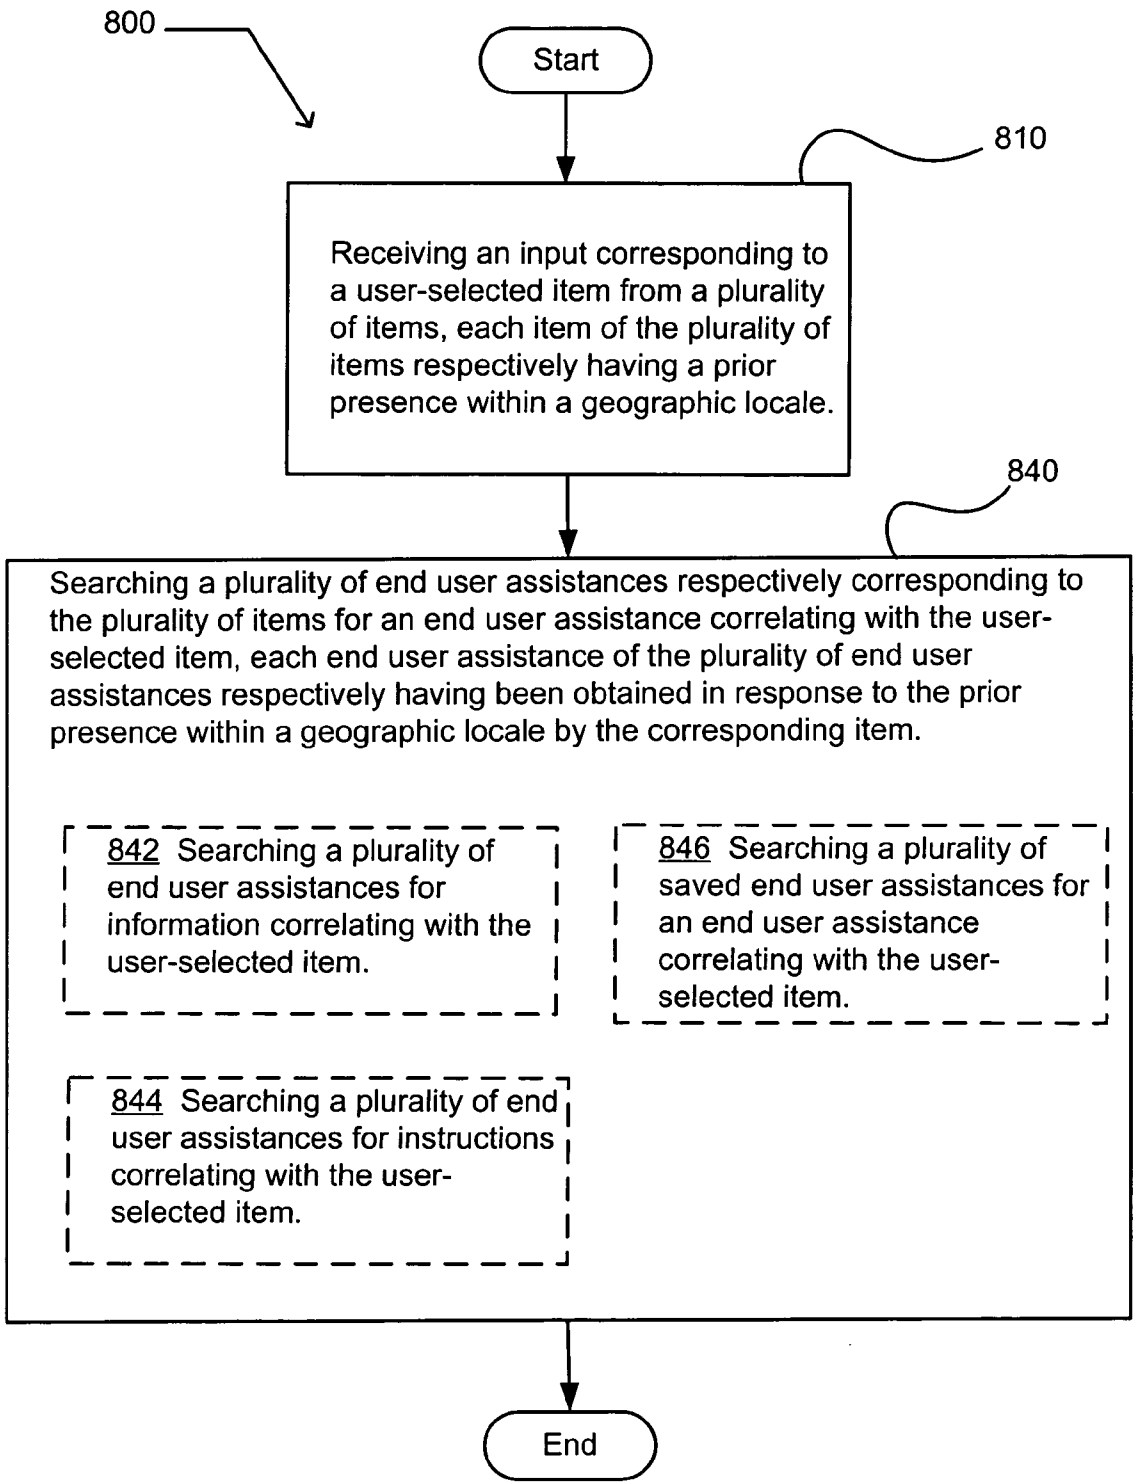 800
Start
810
Receiving an input corresponding to
a user-selected item from a plurality
of items, each item of the plurality of
items respectively having a prior
presence within a geographic locale.
840
Searching a plurality of end user assistances respectively corresponding to
the plurality of items for an end user assistance correlating with the user-
selected item, each end user assistance of the plurality of end user
assistances respectively having been obtained in response to the prior
presence within a geographic locale by the corresponding item.
842 Searching a plurality of
end user assistances for
information correlating with the
user-selected item.
846 Searching a plurality of
saved end user assistances for
an end user assistance
correlating with the user-
selected item.
844 Searching a plurality of end
user assistances for instructions
correlating with the user-
selected item.
End